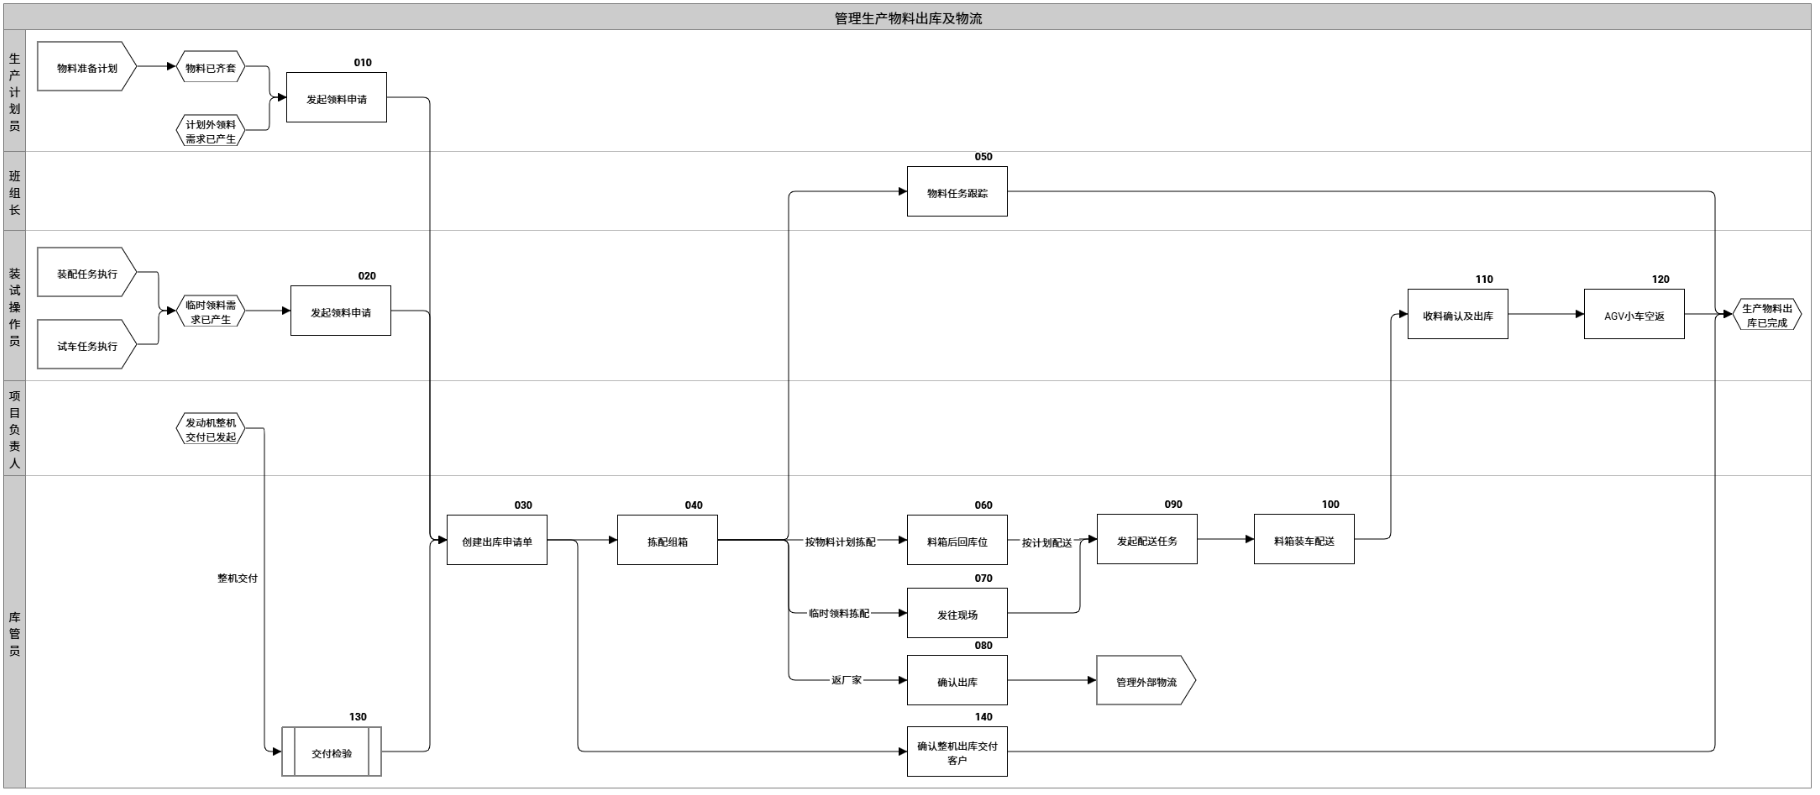 管理生产物料出库及物流
生产计划员
物料准备计划
物料已齐套
计划外领料
需求已产生
010
发起领料申请
班组长
050
物料任务跟踪
装试操作员
装配任务执行
试车任务执行
临时领料需
求已产生
020
发起领料申请
110
收料确认及出库
120
AGV小车空返
生产物料出
库已完成
项目负责人
发动机整机
交付已发起
库管员
整机交付
130
交付检验
030
创建出库申请单
040
拣配组箱
按物料计划拣配
060
料箱后回库位
按计划配送
090
发起配送任务
100
料箱装车配送
临时领料拣配
070
发往现场
返厂家
080
确认出库
管理外部物流
140
确认整机出库交付
客户